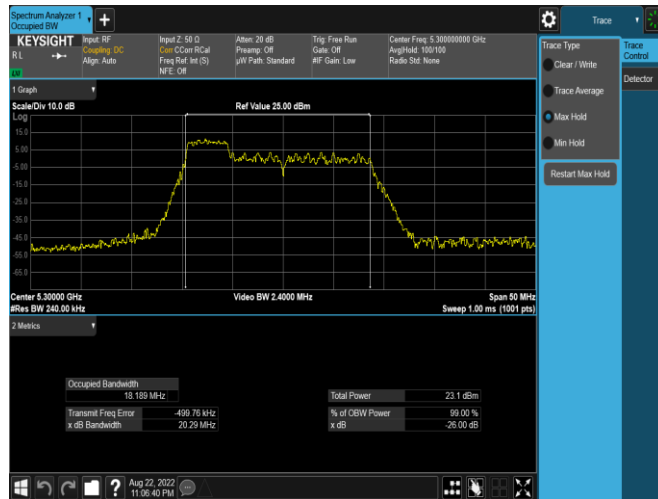 Spectrum Analyzer 1
Occupied BW
KEYSIGHT
R L
Input: RF
Coupling: DC
Align: Auto
Input Z: 50 Ω
Corr CCorr RCal
Freq Ref: Int (S)
NFE: Off
Atten: 20 dB
Preamp: Off
µW Path: Standard
Trig: Free Run
Gate: Off
#IF Gain: Low
Center Freq: 5.300000000 GHz
Avg|Hold: 100/100
Radio Std: None
1 Graph
Scale/Div 10.0 dB
Ref Value 25.00 dBm
Log
15.0
5.00
-5.00
-15.0
-25.0
-35.0
-45.0
-55.0
-65.0
Center 5.30000 GHz
#Res BW 240.00 kHz
Video BW 2.4000 MHz
Span 50 MHz
Sweep 1.00 ms (1001 pts)
2 Metrics
Occupied Bandwidth
18.189 MHz
Total Power 23.1 dBm
Transmit Freq Error -499.76 kHz
x dB Bandwidth 20.29 MHz
% of OBW Power 99.00 %
x dB -26.00 dB
Aug 22, 2022
11:06:40 PM
Trace
Trace Type
Clear / Write
Trace Average
Max Hold
Min Hold
Restart Max Hold
Trace
Control
Detector